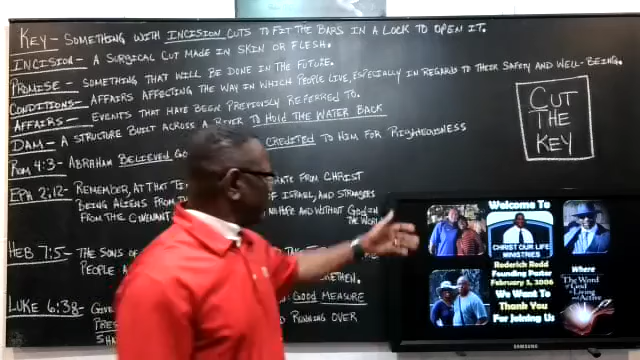 KEY - SOMETHING WITH INCISION CUTS TO FIT THE BARS IN A LOCK TO OPEN IT.
INCISION - A SURGICAL CUT MADE IN SKIN OR FLESH.
PROMISE - SOMETHING THAT WILL BE DONE IN THE FUTURE.
CONDITIONS - AFFAIRS AFFECTING THE WAY IN WHICH PEOPLE LIVE, ESPECIALLY IN REGARDS TO THEIR SAFETY AND WELL-BEING.
AFFAIRS - EVENTS THAT HAVE BEEN PREVIOUSLY REFERRED TO.
DAM - A STRUCTURE BUILT ACROSS A RIVER TO HOLD THE WATER BACK
ROM 4:3 - ABRAHAM BELIEVED CREDITED TO HIM FOR RIGHTEOUSNESS
EPH 2:12 - REMEMBER, AT THAT FROM CHRIST
BEING ALIENS FROM OF ISRAEL, AND STRANGERS
FROM THE COVENANT NO HOPE AND WITHOUT GOD IN
THE WORLD
HEB 7:5 - THE SONS OF
PEOPLE
LUKE 6:38 - GOOD MEASURE
RUNNING OVER
CUT
THE
KEY
Welcome To
CHRIST OUR LIFE
MINISTRIES
Roderick Rodd
Founding Pastor
February 5, 2006
We Want To
Thank You
For Joining Us
Where
The Word
of God
is Living
and Active
SAMSUNG